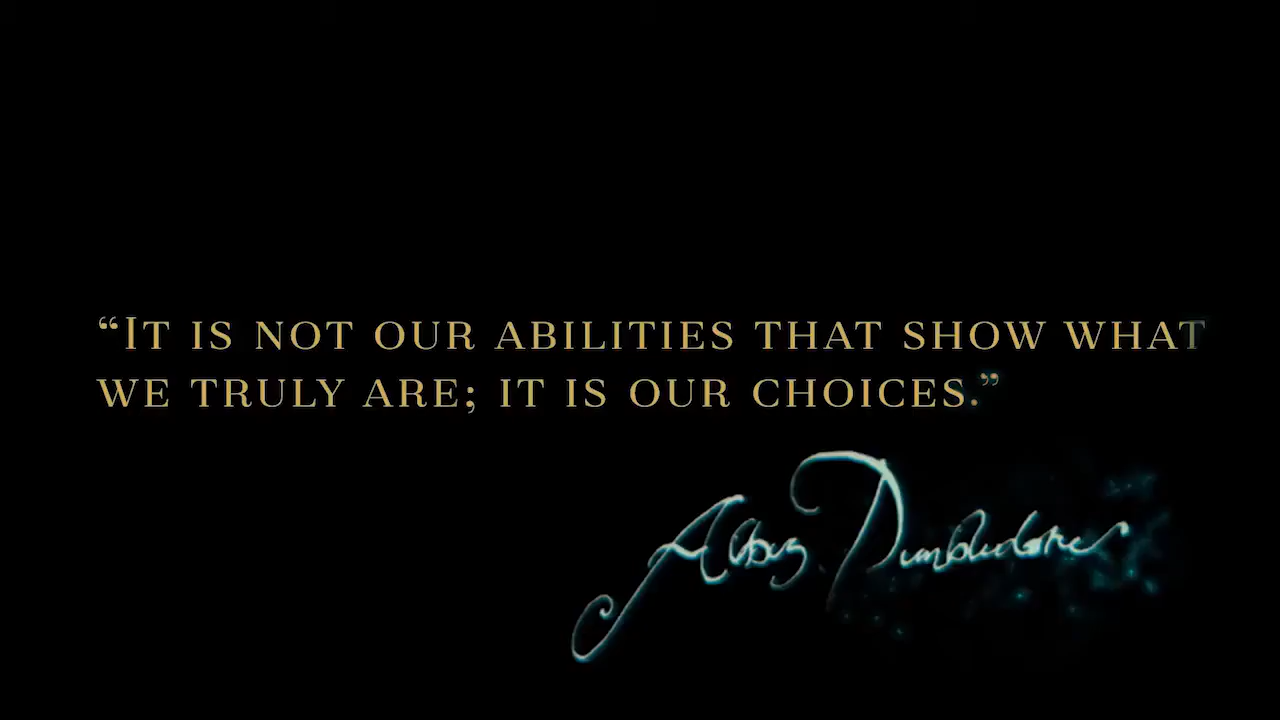 “It is not our abilities that show what
we truly are; it is our choices.”
Albus Dumbledore